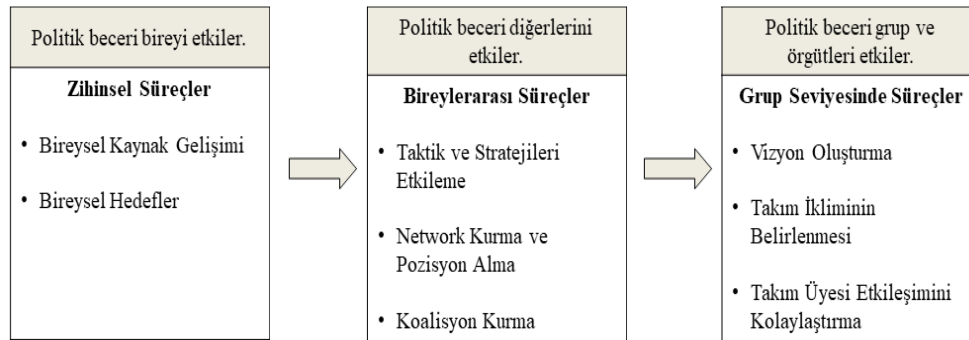 Politik beceri bireyi etkiler.
Zihinsel Süreçler
• Bireysel Kaynak Gelişimi
• Bireysel Hedefler
Politik beceri diğerlerini
etkiler.
Bireylerarası Süreçler
• Taktik ve Stratejileri
Etkileme
• Network Kurma ve
Pozisyon Alma
• Koalisyon Kurma
Politik beceri grup ve
örgütleri etkiler.
Grup Seviyesinde Süreçler
• Vizyon Oluşturma
• Takım İkliminin
Belirlenmesi
• Takım Üyesi Etkileşimini
Kolaylaştırma